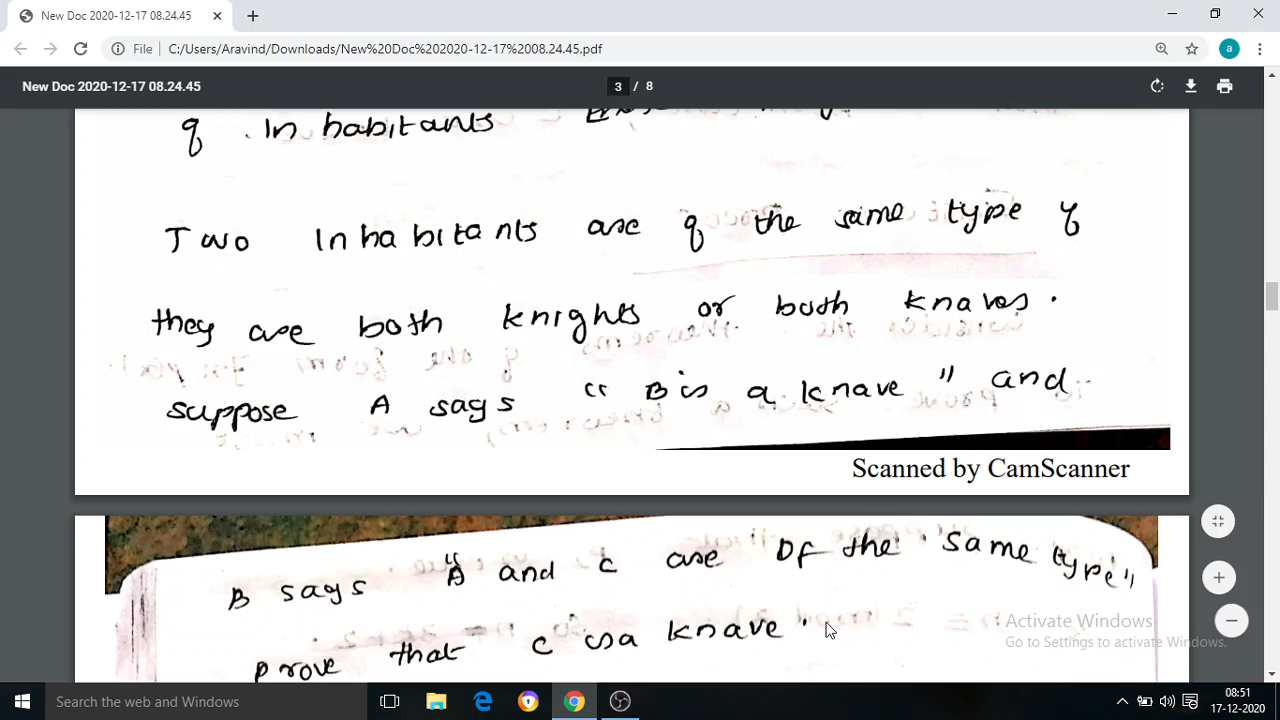 New Doc 2020-12-17 08.24.45
File | C:/Users/Aravind/Downloads/New%20Doc%202020-12-17%2008.24.45.pdf
a
New Doc 2020-12-17 08.24.45
3 / 8
of Inhabitants
Two Inhabitants are of the same type if
they are both knights or both knaves.
suppose A says "B is a knave" and
Scanned by CamScanner
B says "A and C are Of the same type"
prove that C is a knave.
Activate Windows
Go to Settings to activate Windows.
Search the web and Windows
08:51
17-12-2020